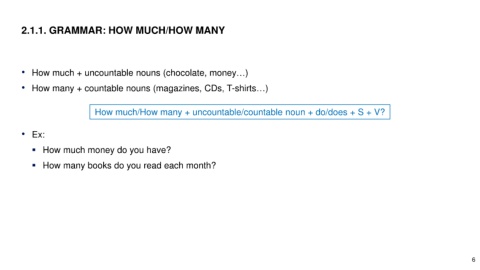 2.1.1. GRAMMAR: HOW MUCH/HOW MANY
• How much + uncountable nouns (chocolate, money…)
• How many + countable nouns (magazines, CDs, T-shirts…)
How much/How many + uncountable/countable noun + do/does + S + V?
• Ex:
▪ How much money do you have?
▪ How many books do you read each month?
6